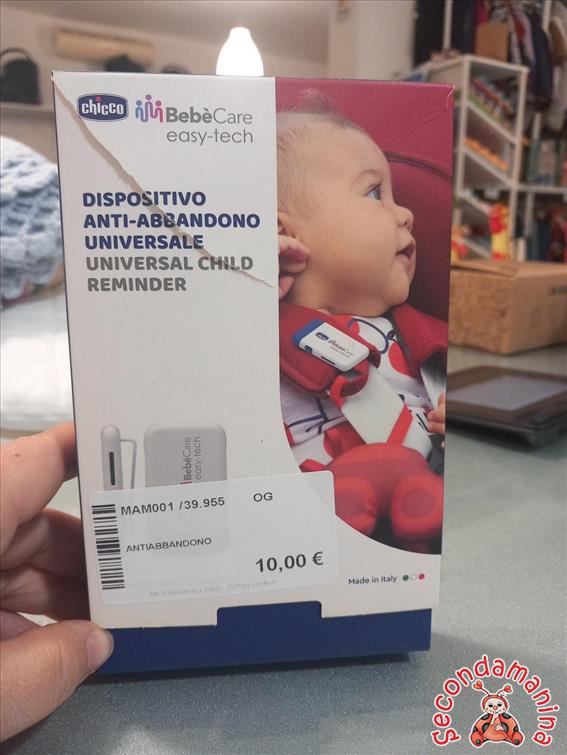 chicco BebèCare
easy-tech
DISPOSITIVO
ANTI-ABBANDONO
UNIVERSALE
UNIVERSAL CHILD
REMINDER
BebèCare
BebèCare
easy-tech
MAM001 /39.955 OG
ANTIABBANDONO
10,00 €
Made in Italy
Secondamanina